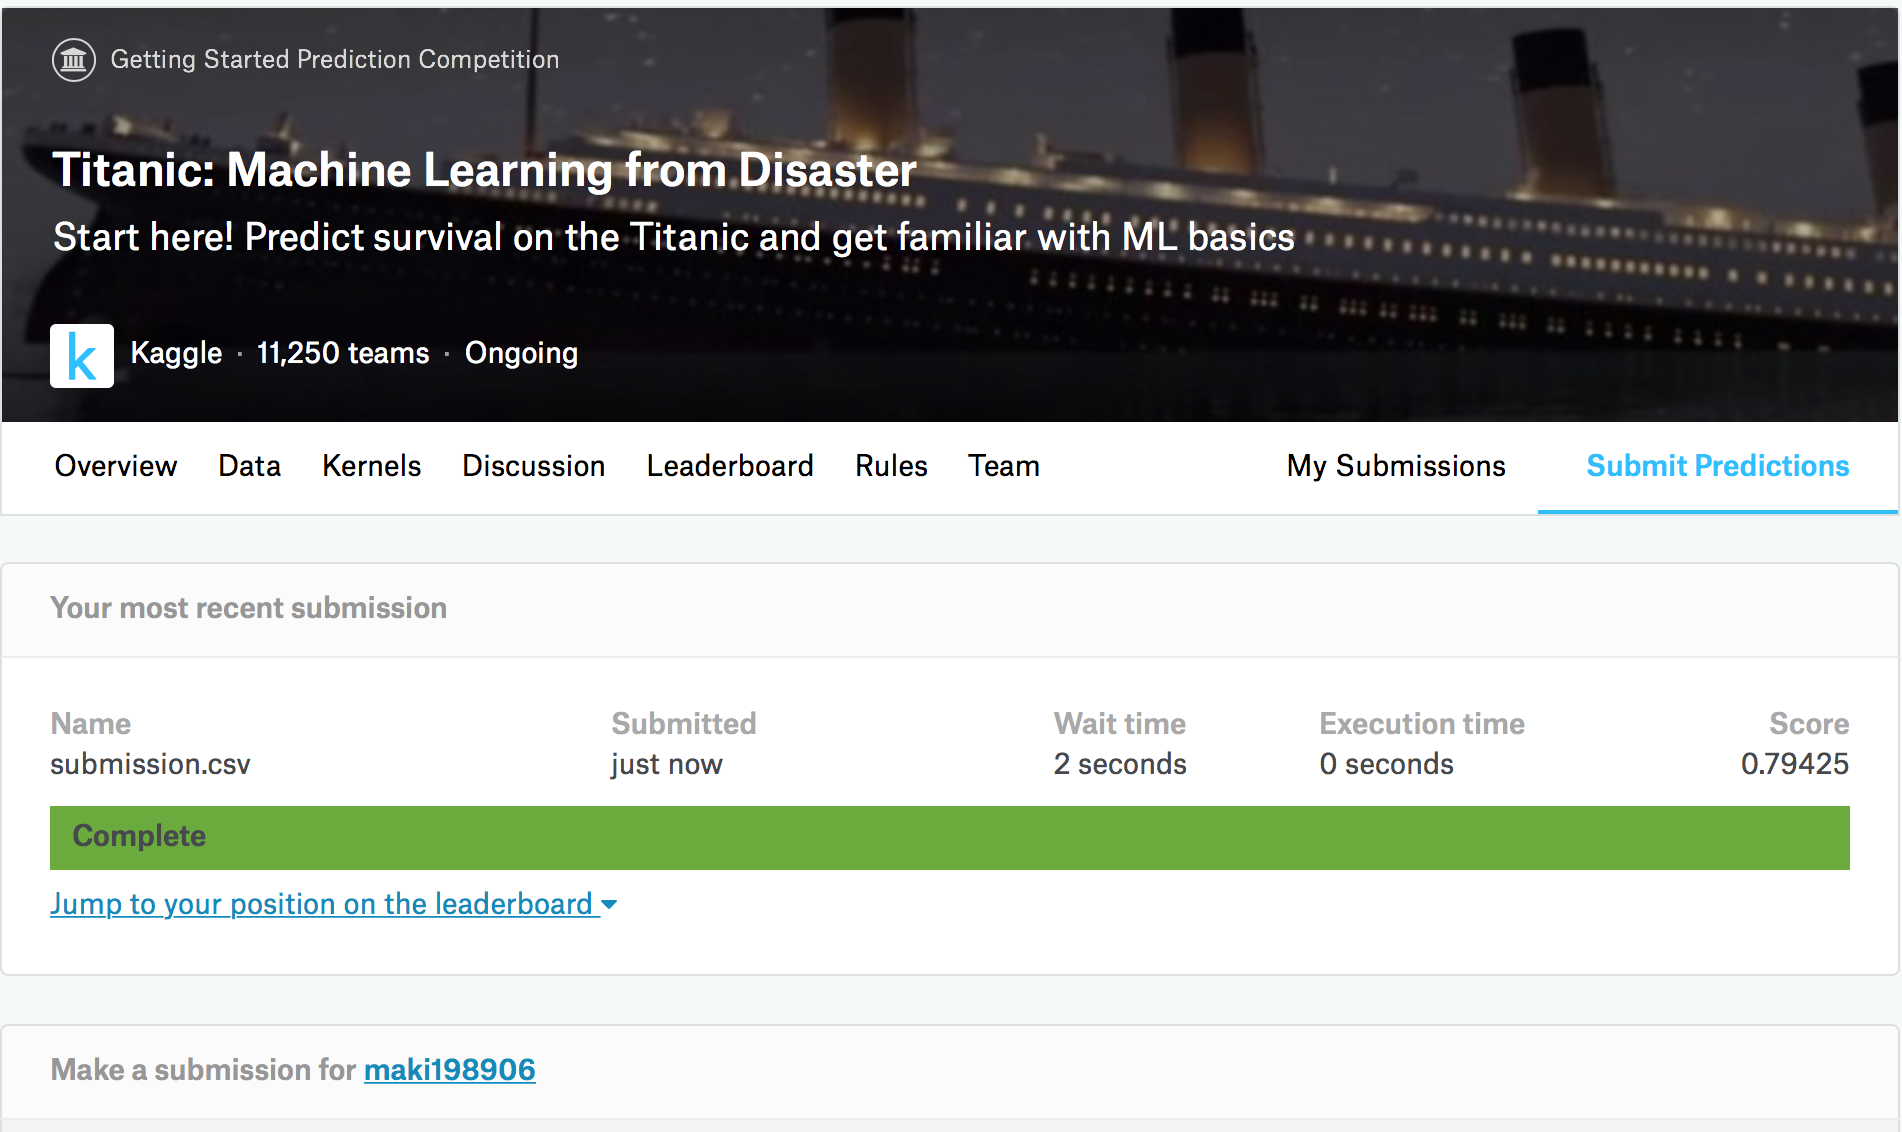 Getting Started Prediction Competition
Titanic: Machine Learning from Disaster
Start here! Predict survival on the Titanic and get familiar with ML basics
k
Kaggle · 11,250 teams · Ongoing
Overview Data Kernels Discussion Leaderboard Rules Team My Submissions Submit Predictions
Your most recent submission
Name Submitted Wait time Execution time Score
submission.csv just now 2 seconds 0 seconds 0.79425
Complete
Jump to your position on the leaderboard
Make a submission for maki198906